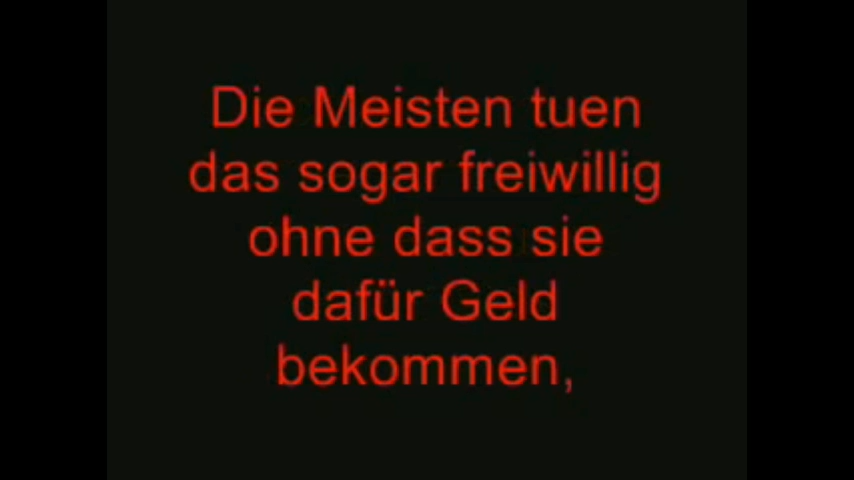 Die Meisten tuen
das sogar freiwillig
ohne dass sie
dafür Geld
bekommen,